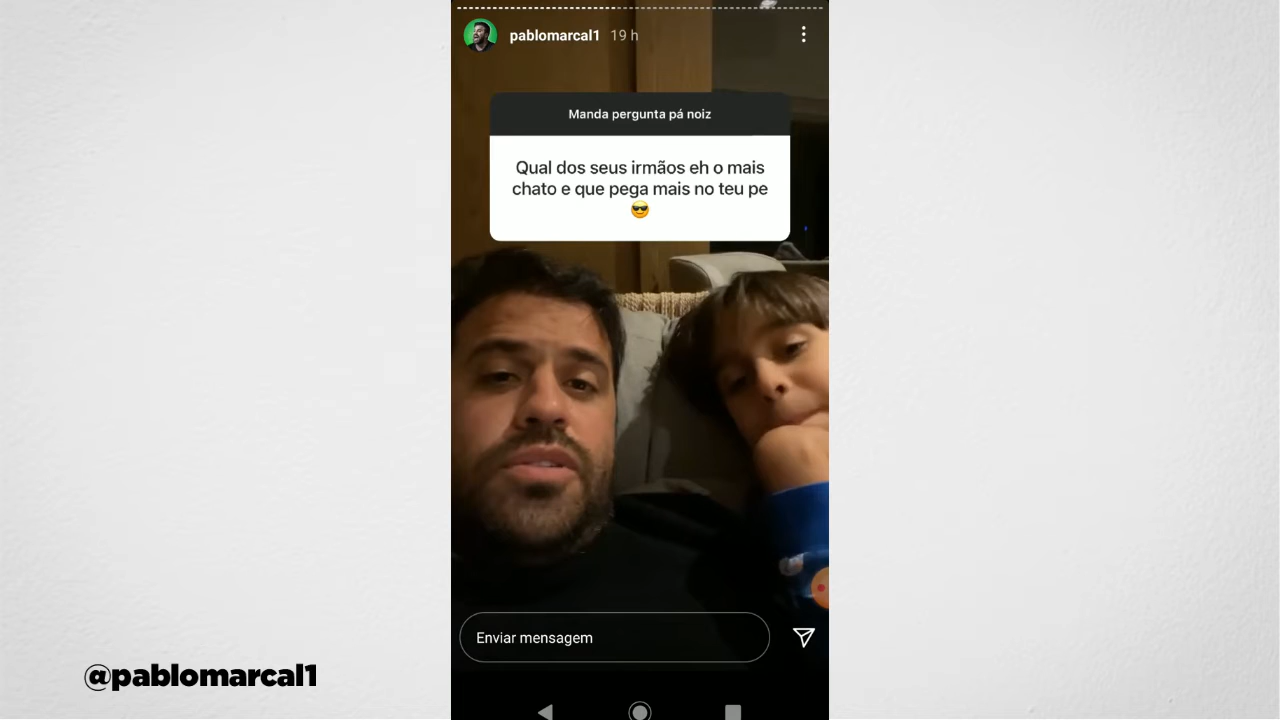 pablomarcal1 19 h
Manda pergunta pá noiz
Qual dos seus irmãos eh o mais
chato e que pega mais no teu pe
😎
Enviar mensagem
@pablomarcal1